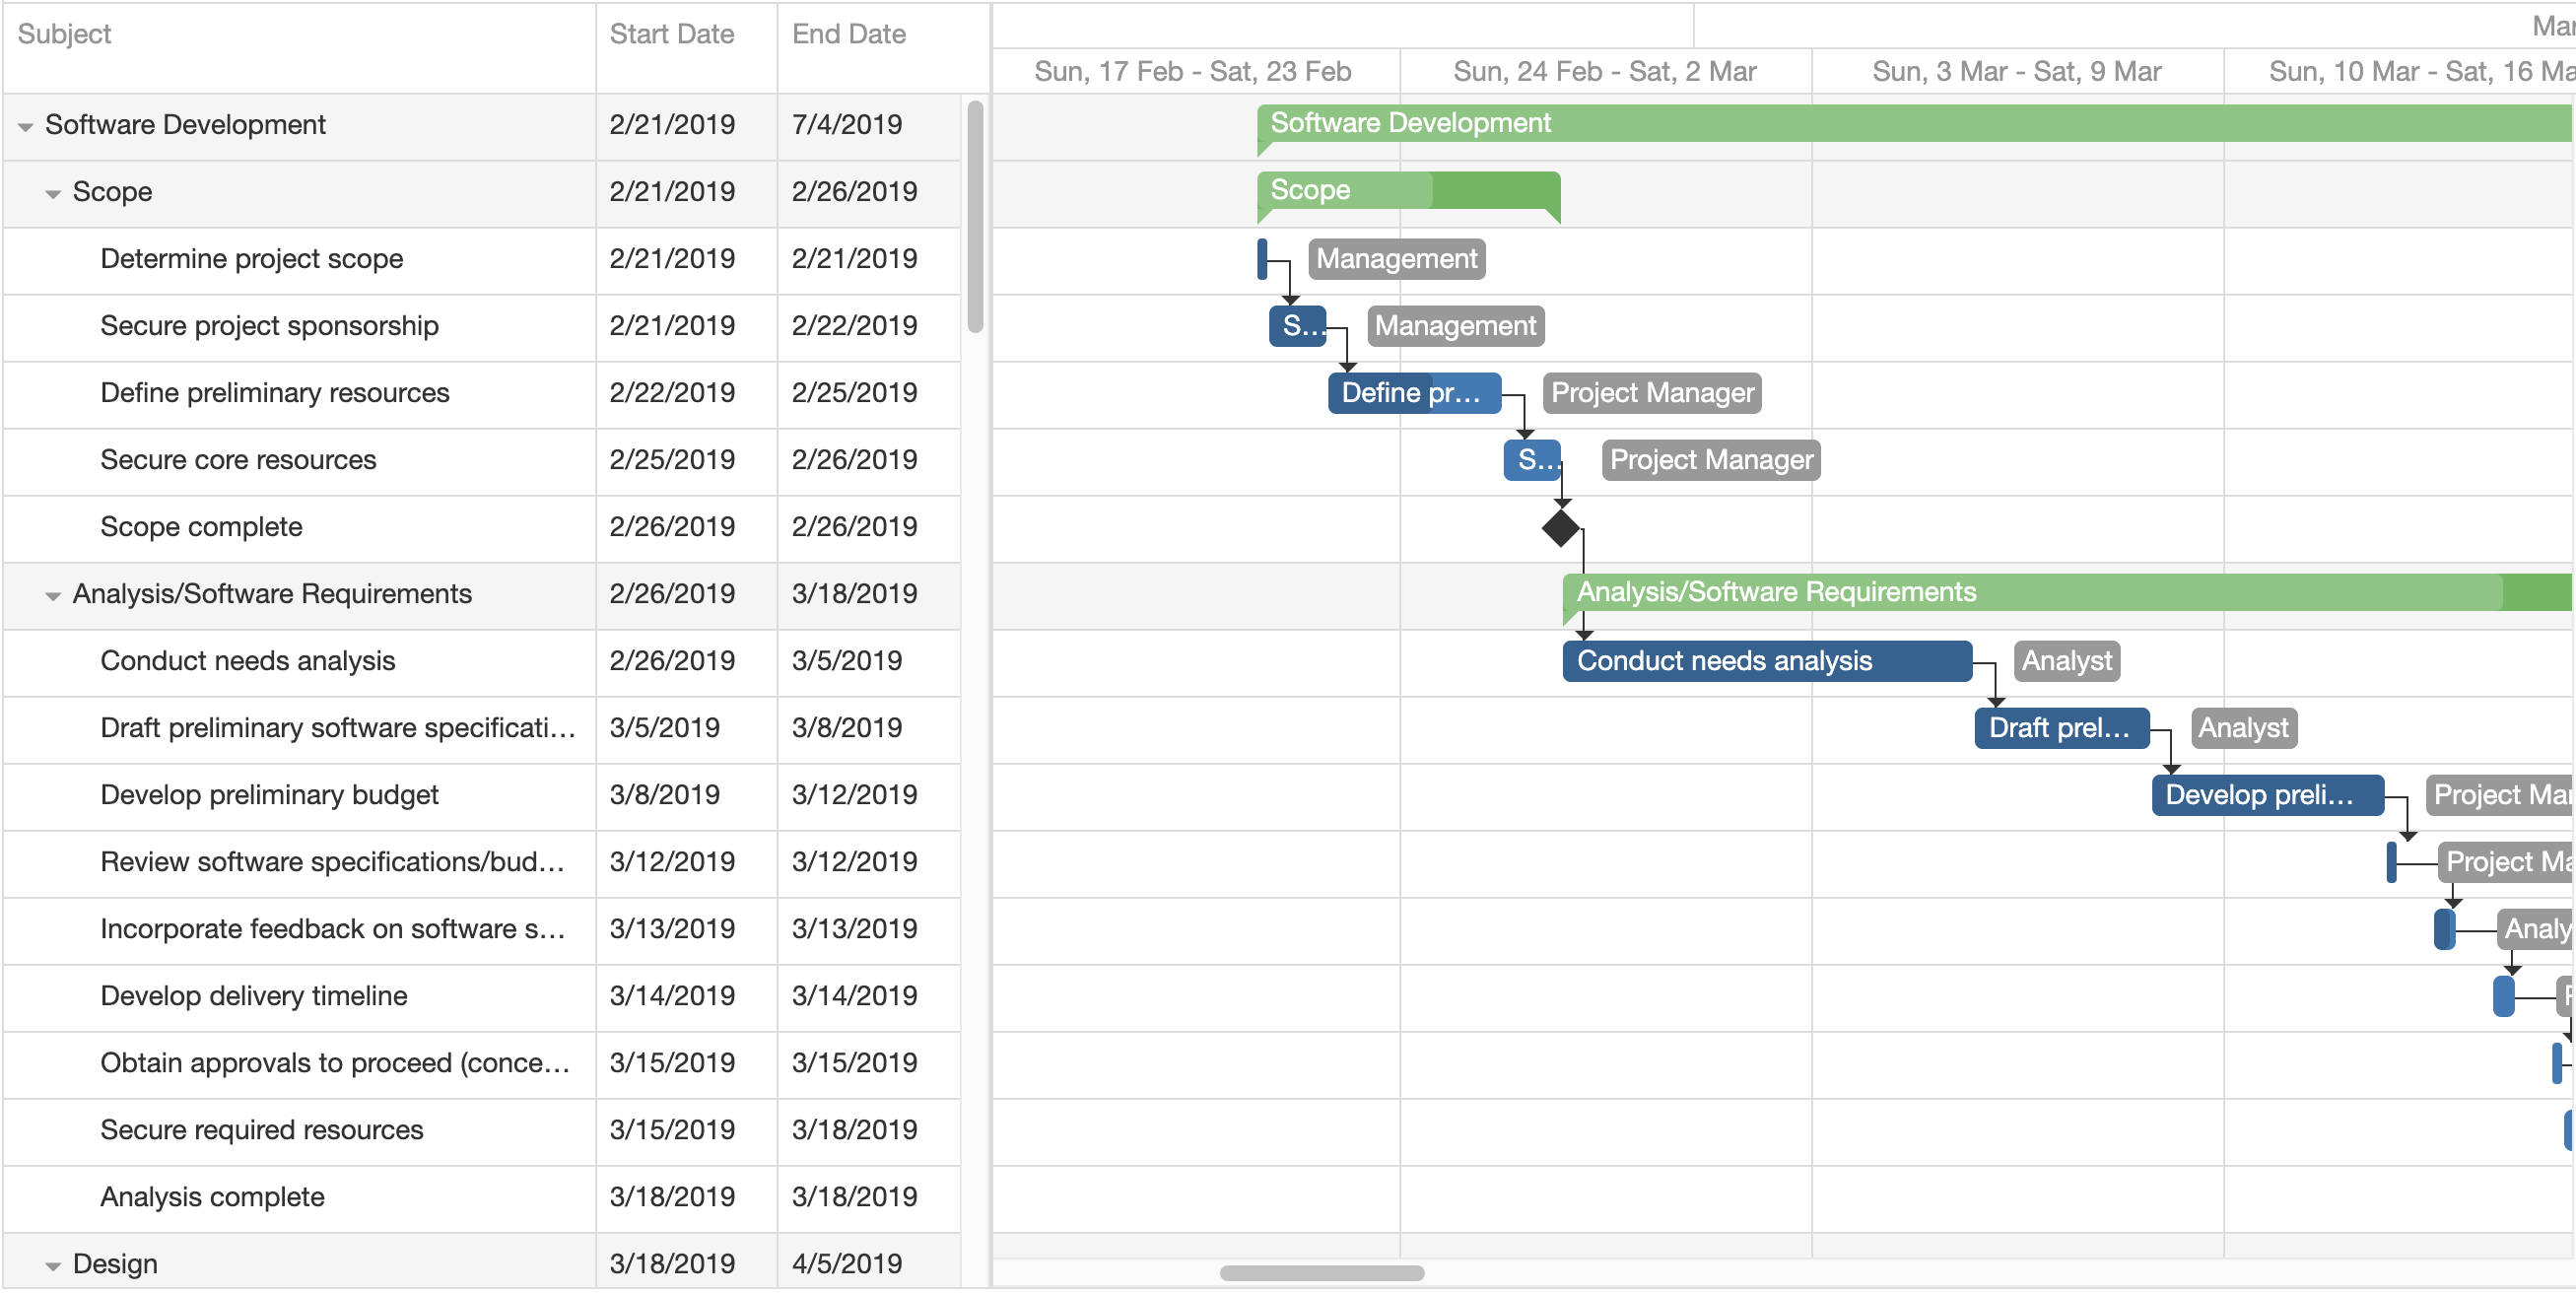 Subject Start Date End Date
Sun, 17 Feb - Sat, 23 Feb Sun, 24 Feb - Sat, 2 Mar Sun, 3 Mar - Sat, 9 Mar Sun, 10 Mar - Sat, 16
Software Development 2/21/2019 7/4/2019 Software Development
Scope 2/21/2019 2/26/2019 Scope
Determine project scope 2/21/2019 2/21/2019 Management
Secure project sponsorship 2/21/2019 2/22/2019 S... Management
Define preliminary resources 2/22/2019 2/25/2019 Define pr... Project Manager
Secure core resources 2/25/2019 2/26/2019 S... Project Manager
Scope complete 2/26/2019 2/26/2019
Analysis/Software Requirements 2/26/2019 3/18/2019 Analysis/Software Requirements
Conduct needs analysis 2/26/2019 3/5/2019 Conduct needs analysis Analyst
Draft preliminary software specificati... 3/5/2019 3/8/2019 Draft prel... Analyst
Develop preliminary budget 3/8/2019 3/12/2019 Develop preli... Project
Review software specifications/bud... 3/12/2019 3/12/2019 Project
Incorporate feedback on software s... 3/13/2019 3/13/2019
Develop delivery timeline 3/14/2019 3/14/2019
Obtain approvals to proceed (conce... 3/15/2019 3/15/2019
Secure required resources 3/15/2019 3/18/2019
Analysis complete 3/18/2019 3/18/2019
Design 3/18/2019 4/5/2019